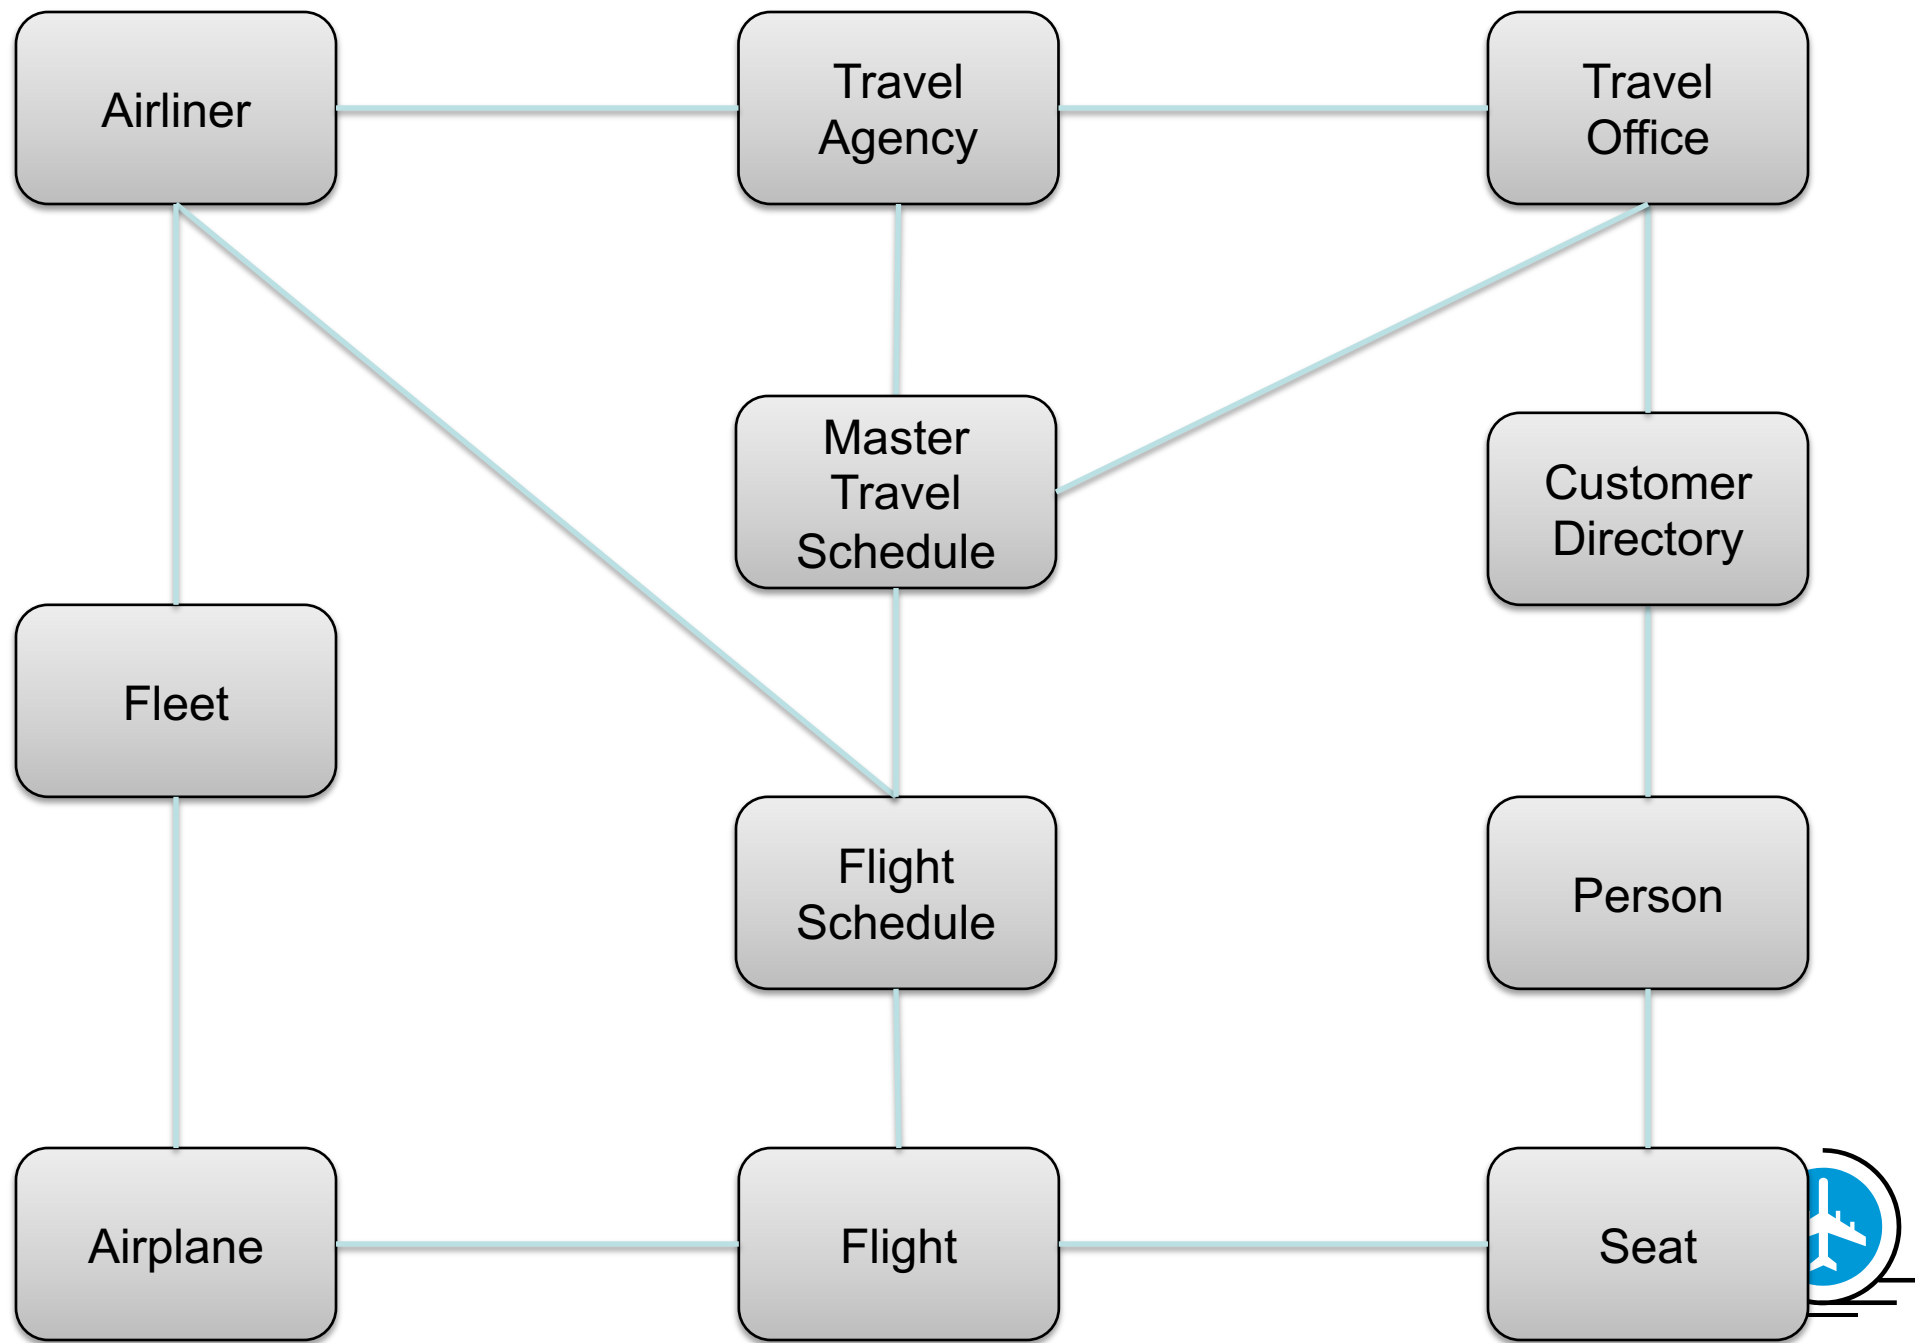 Airliner
Travel
Agency
Travel
Office
Master
Travel
Schedule
Customer
Directory
Fleet
Flight
Schedule
Person
Airplane
Flight
Seat